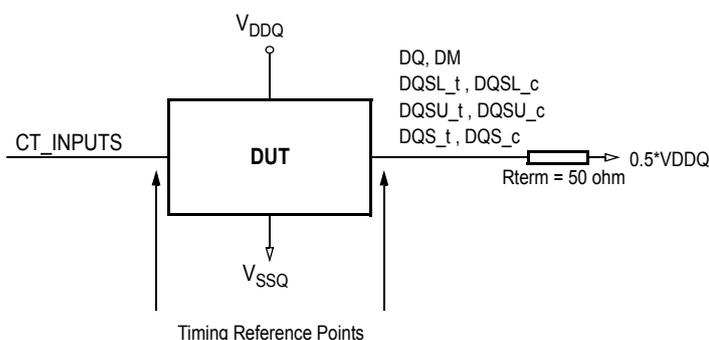 VDDQ
DQ, DM
DQSL_t , DQSL_c
DQSU_t , DQSU_c
DQS_t , DQS_c
CT_INPUTS
DUT
0.5*VDDQ
Rterm = 50 ohm
VSSQ
Timing Reference Points